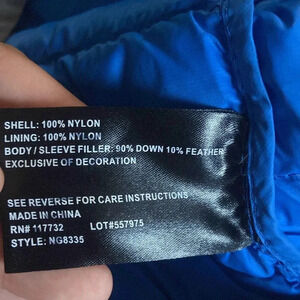 SHELL: 100% NYLON
LINING: 100% NYLON
BODY / SLEEVE FILLER: 90% DOWN 10% FEATHER
EXCLUSIVE OF DECORATION
SEE REVERSE FOR CARE INSTRUCTIONS
MADE IN CHINA
RN# 117732 LOT#557975
STYLE: NG8335